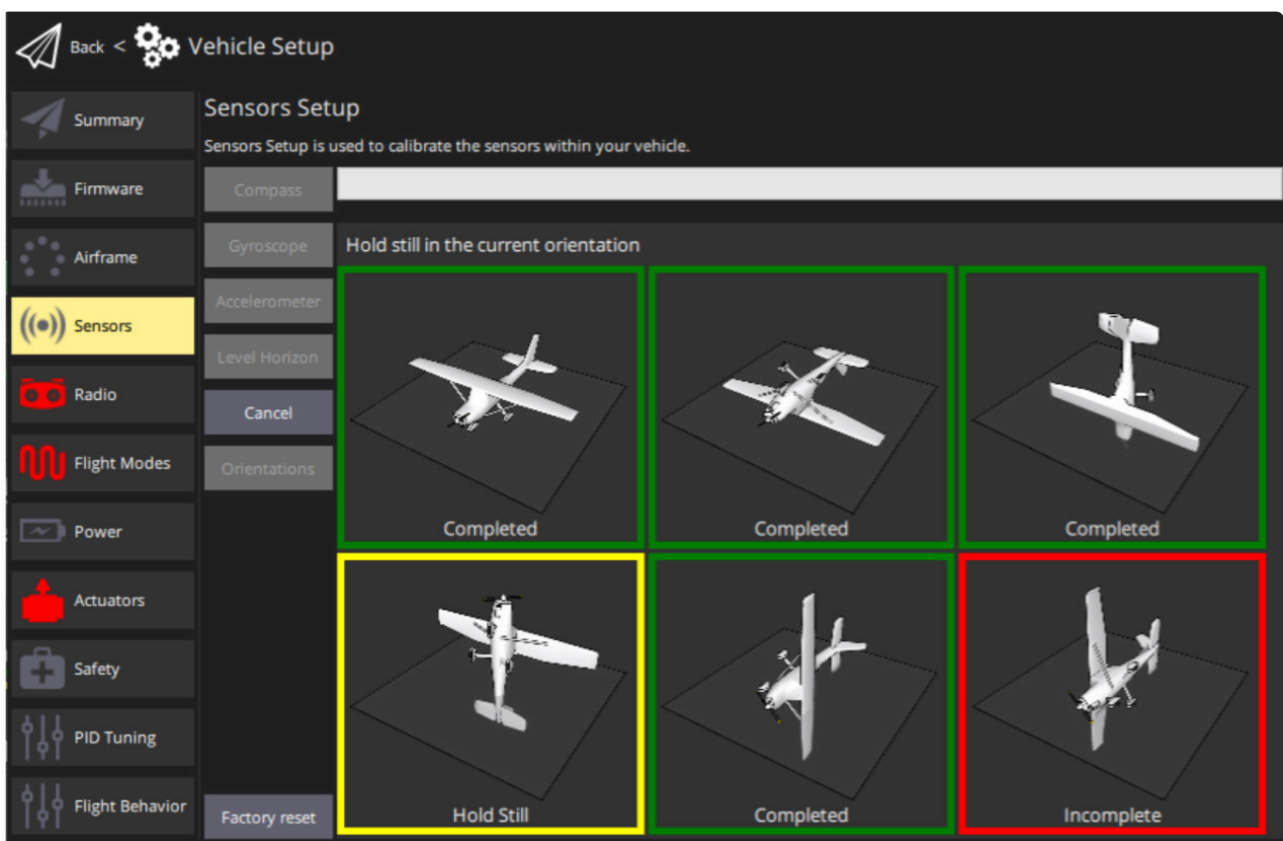 Back < Vehicle Setup
Summary
Firmware
Airframe
Sensors
Radio
Flight Modes
Power
Actuators
Safety
PID Tuning
Flight Behavior
Sensors Setup
Sensors Setup is used to calibrate the sensors within your vehicle.
Compass
Gyroscope
Accelerometer
Level Horizon
Cancel
Orientations
Factory reset
Hold still in the current orientation
Completed
Completed
Completed
Hold Still
Completed
Incomplete